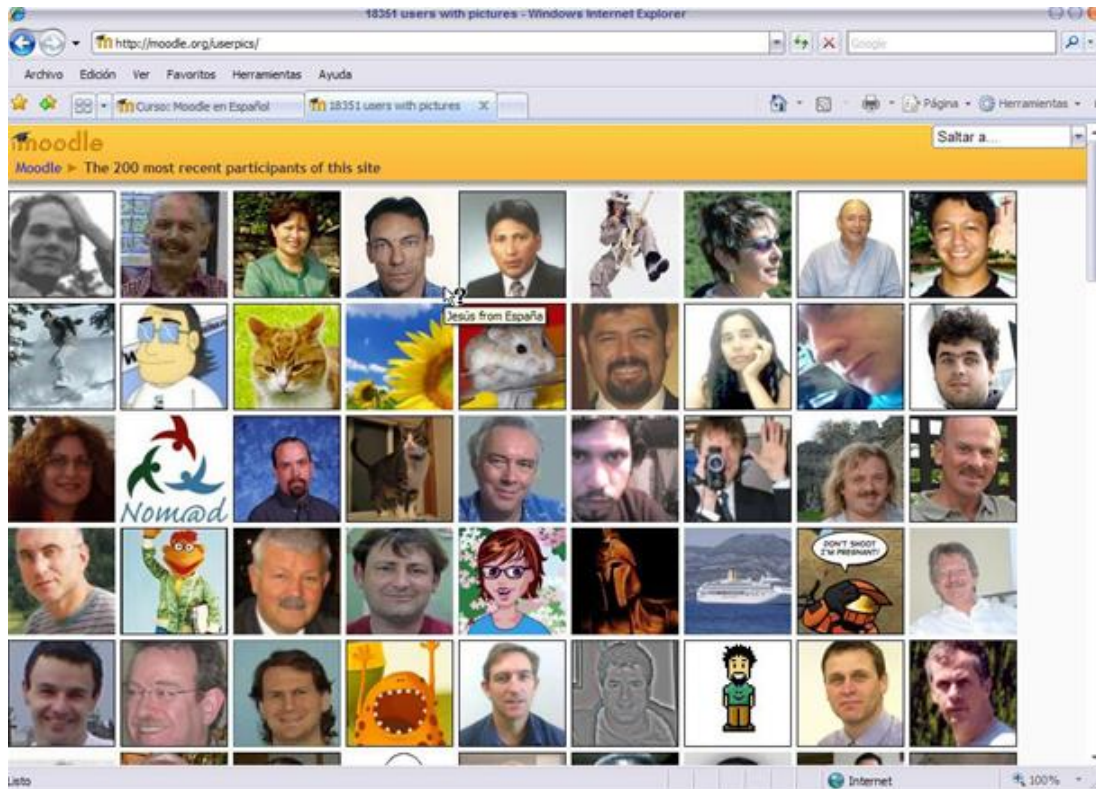 18351 users with pictures - Windows Internet Explorer
http://moodle.org/userpics/
Google
Archivo Edición Ver Favoritos Herramientas Ayuda
Curso: Moodle en Español
18351 users with pictures
Página
Herramientas
moodle
Saltar a...
Moodle ► The 200 most recent participants of this site
Jesús from España
Nom@d
DON'T SHOOT
I'M PREGNANT!
Listo
Internet
100%